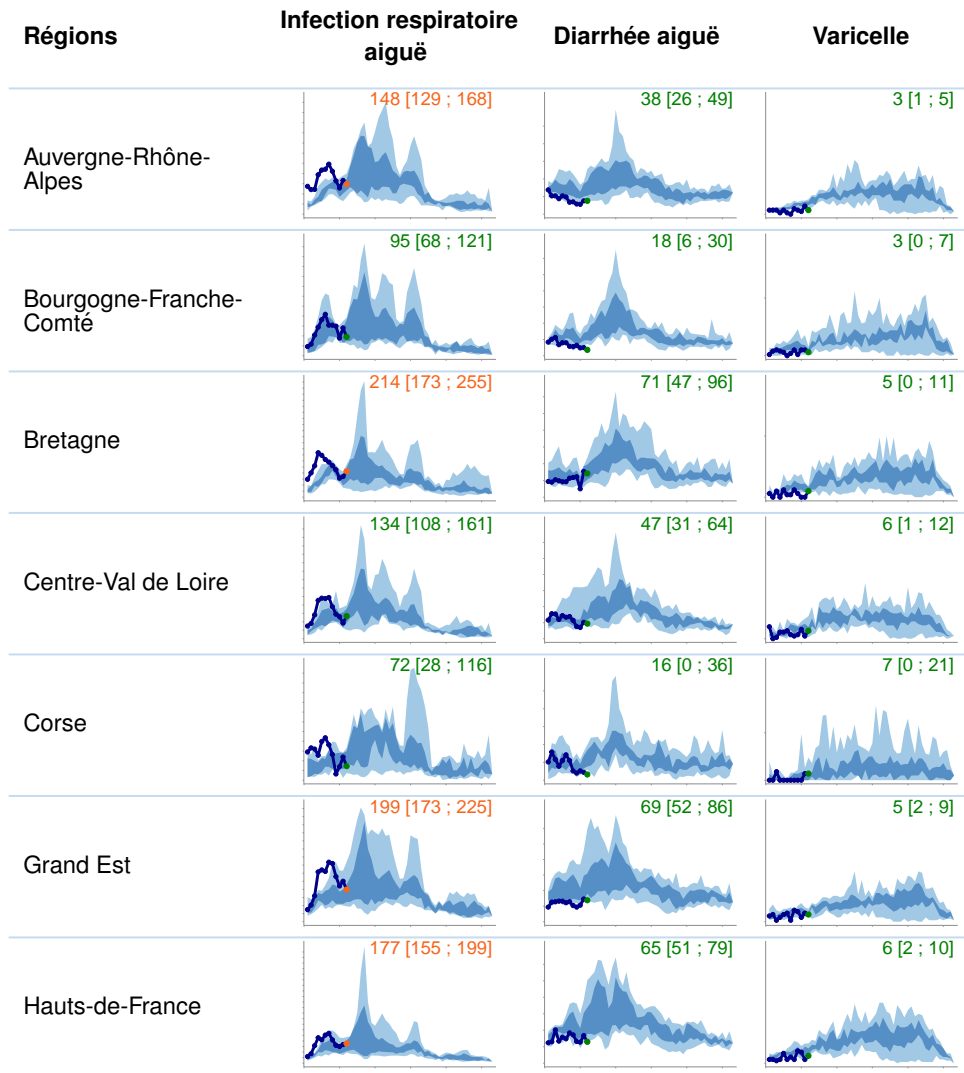 Régions
Infection respiratoire
aiguë
Diarrhée aiguë
Varicelle
Auvergne-Rhône-
Alpes
148 [129 ; 168]
38 [26 ; 49]
3 [1 ; 5]
Bourgogne-Franche-
Comté
95 [68 ; 121]
18 [6 ; 30]
3 [0 ; 7]
Bretagne
214 [173 ; 255]
71 [47 ; 96]
5 [0 ; 11]
Centre-Val de Loire
134 [108 ; 161]
47 [31 ; 64]
6 [1 ; 12]
Corse
72 [28 ; 116]
16 [0 ; 36]
7 [0 ; 21]
Grand Est
199 [173 ; 225]
69 [52 ; 86]
5 [2 ; 9]
Hauts-de-France
177 [155 ; 199]
65 [51 ; 79]
6 [2 ; 10]